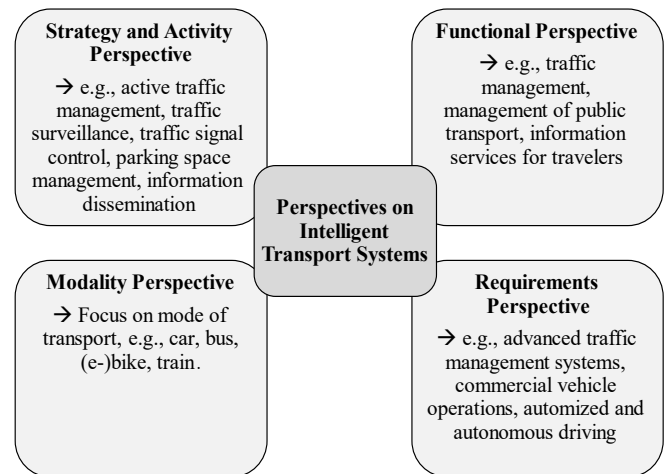 Strategy and Activity
Perspective
→ e.g., active traffic
management, traffic
surveillance, traffic signal
control, parking space
management, information
dissemination
Functional Perspective
→ e.g., traffic
management,
management of public
transport, information
services for travelers
Perspectives on
Intelligent
Transport Systems
Modality Perspective
→ Focus on mode of
transport, e.g., car, bus,
(e-)bike, train.
Requirements
Perspective
→ e.g., advanced traffic
management systems,
commercial vehicle
operations, automized and
autonomous driving